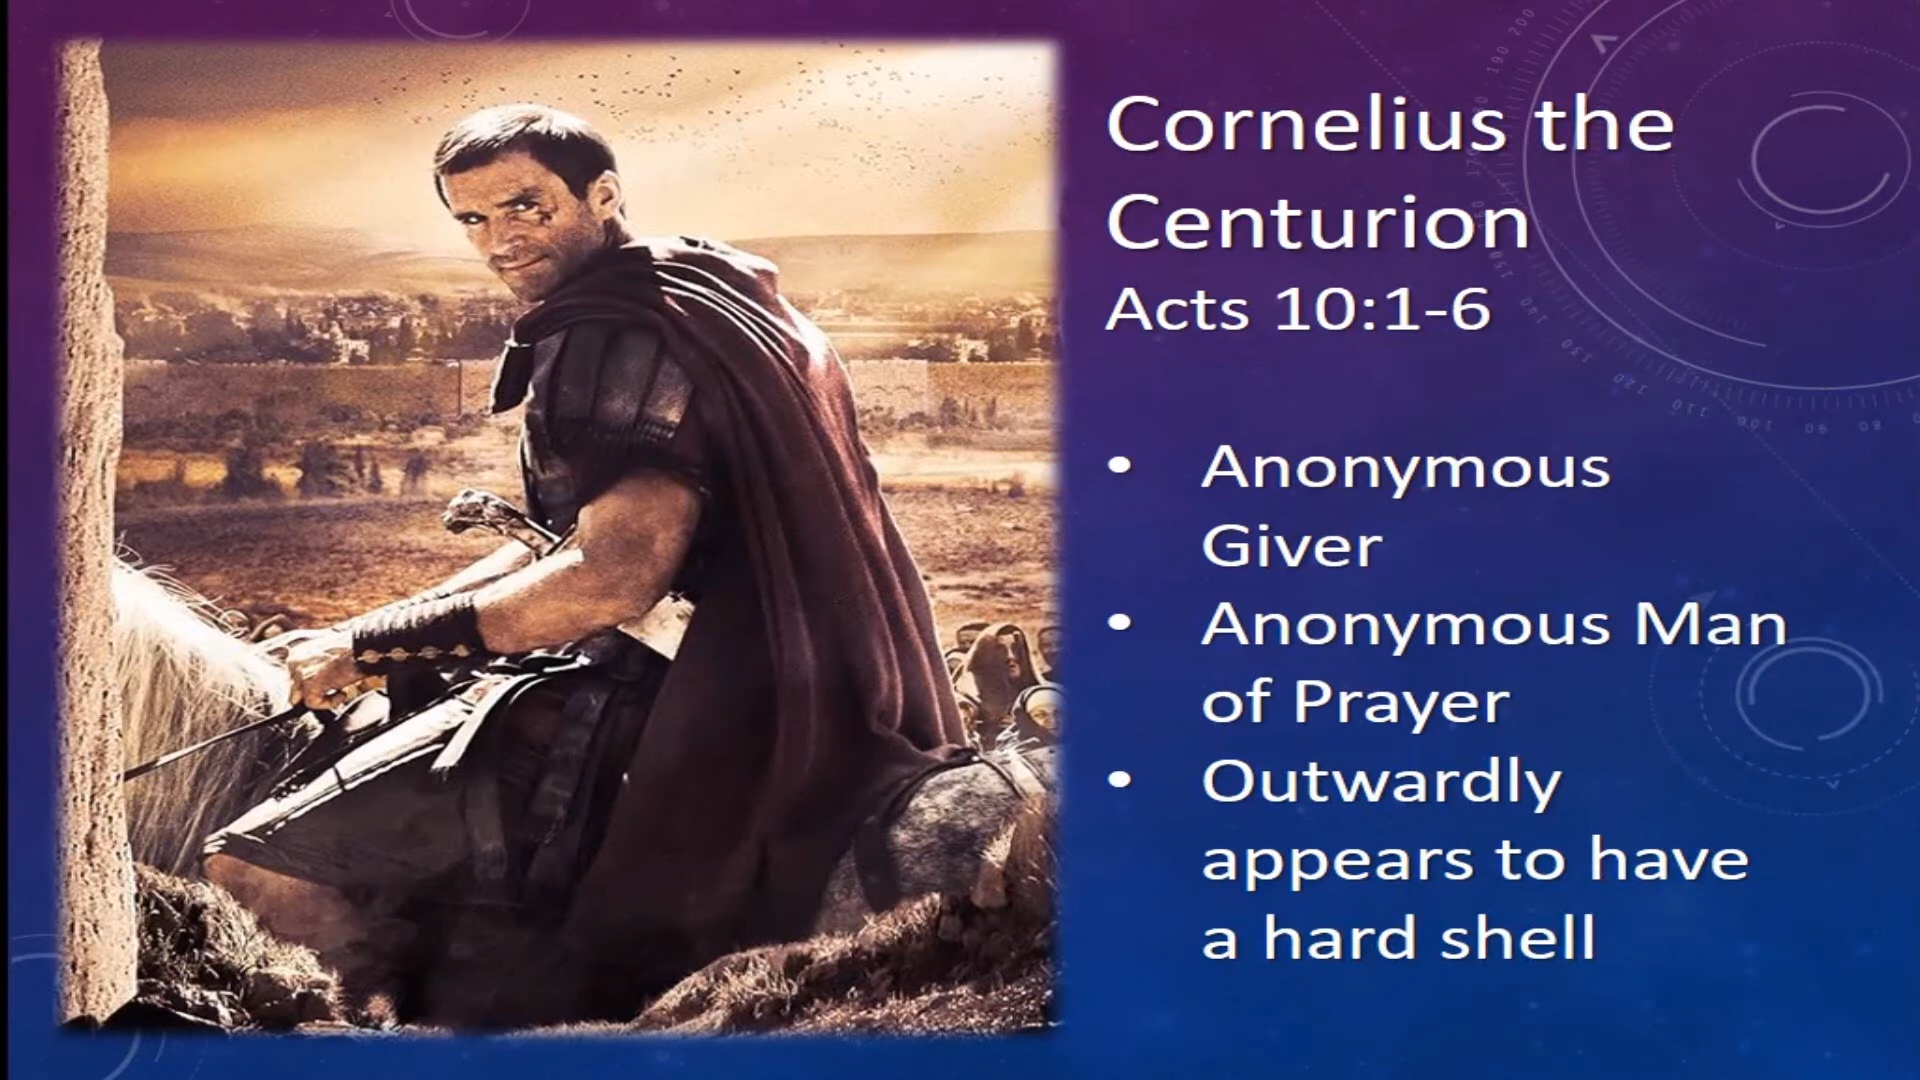 Cornelius the
Centurion
Acts 10:1-6
• Anonymous
Giver
• Anonymous Man
of Prayer
• Outwardly
appears to have
a hard shell